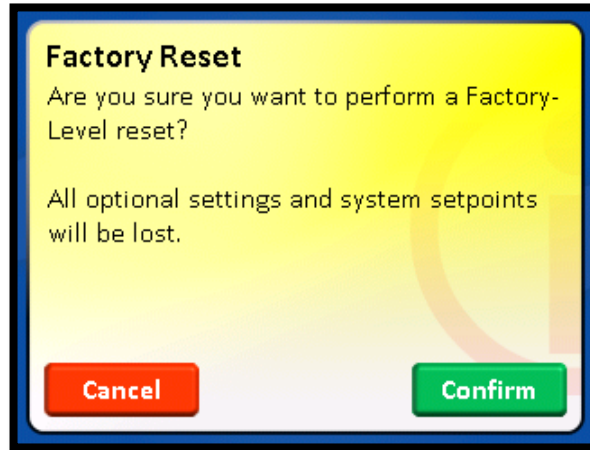 Factory Reset
Are you sure you want to perform a Factory-
Level reset?
All optional settings and system setpoints
will be lost.
Cancel
Confirm